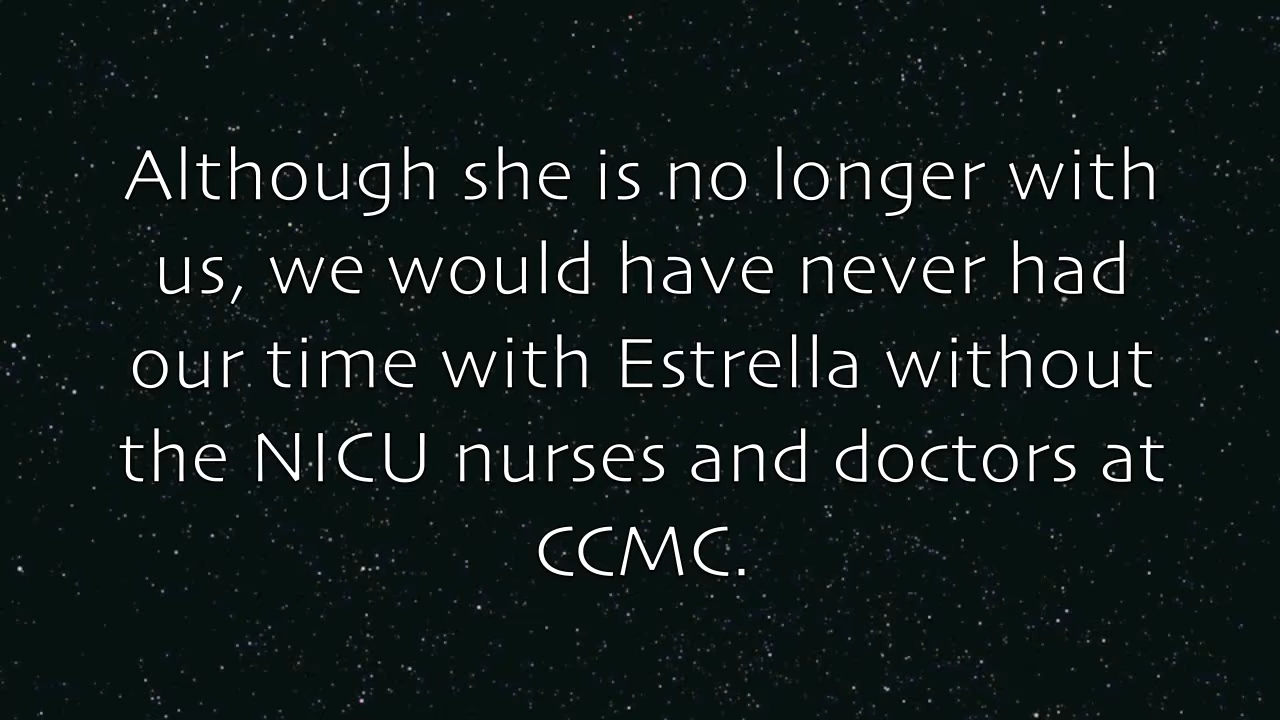 Although she is no longer with
us, we would have never had
our time with Estrella without
the NICU nurses and doctors at
CCMC.